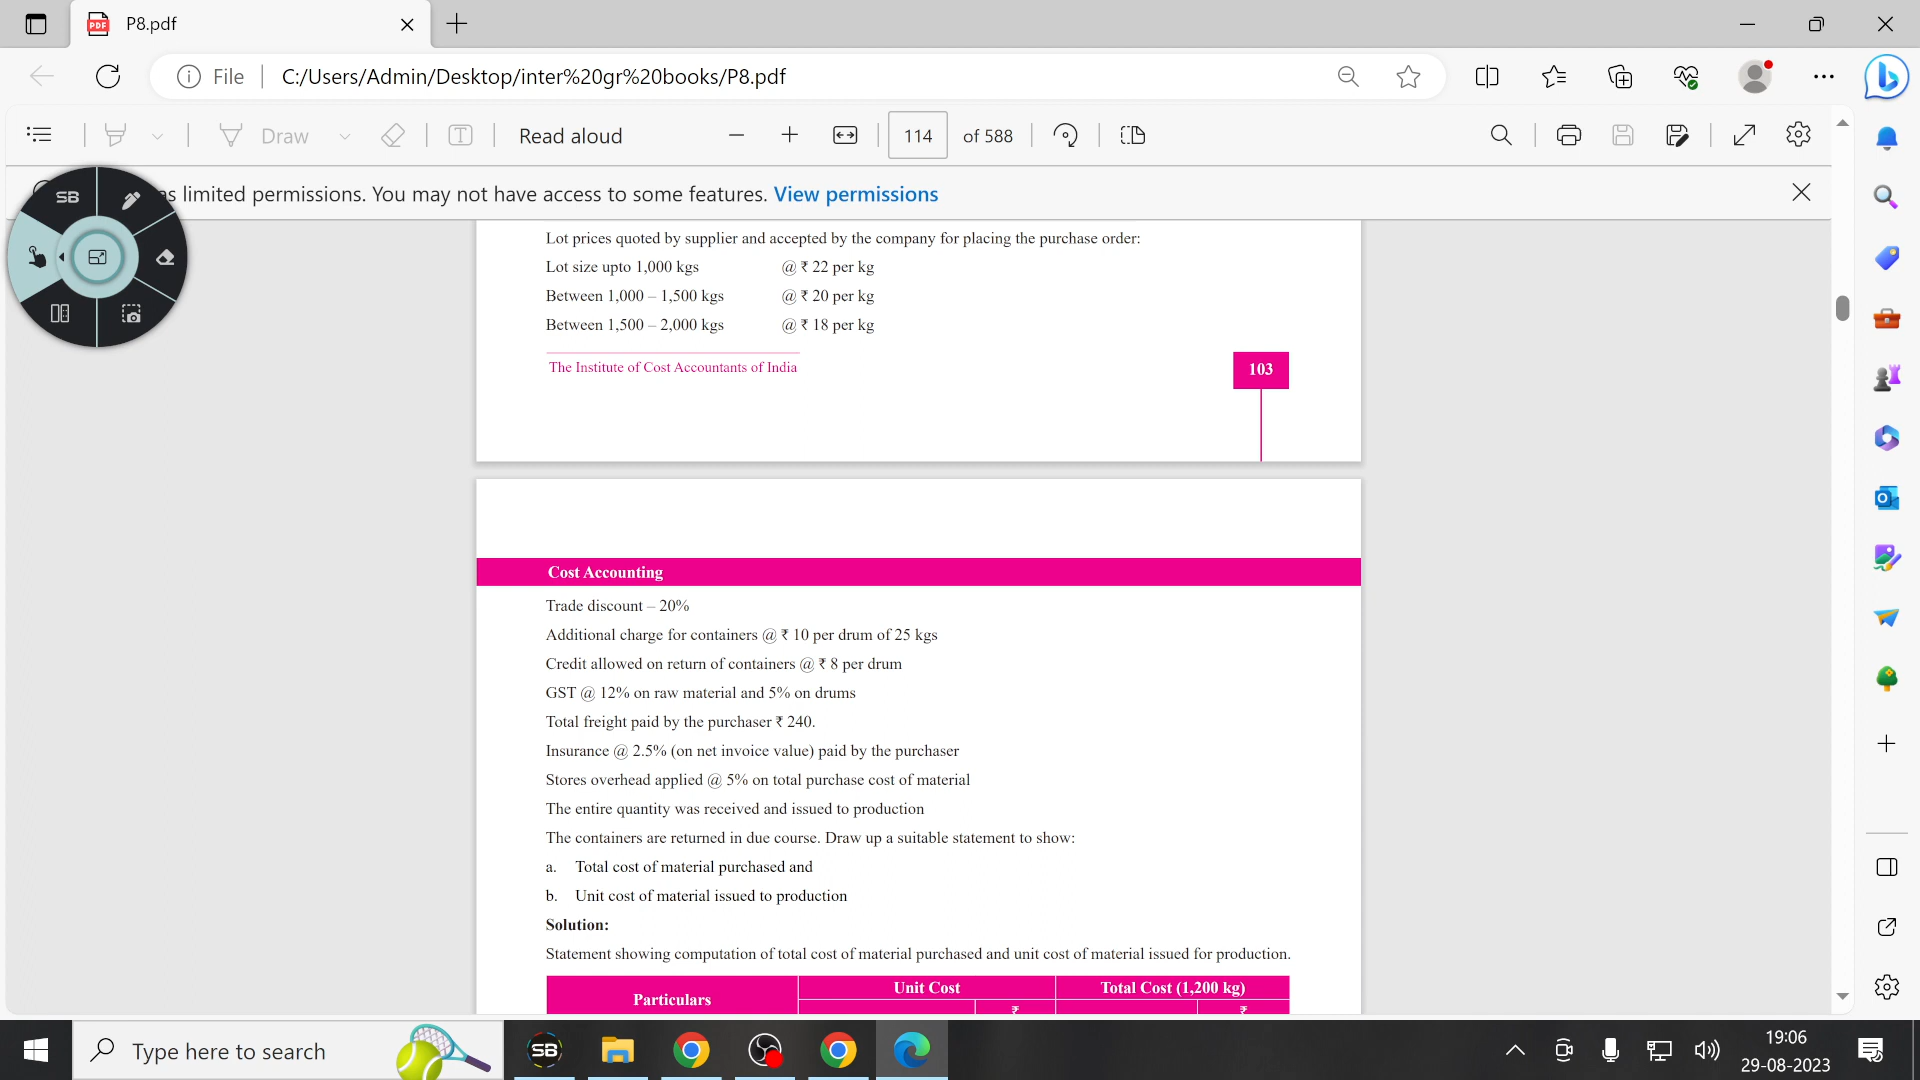 P8.pdf
File
C:/Users/Admin/Desktop/inter%20gr%20books/P8.pdf
Draw
Read aloud
114
of 588
SB
as limited permissions. You may not have access to some features. View permissions
Lot prices quoted by supplier and accepted by the company for placing the purchase order:
Lot size upto 1,000 kgs @ ₹ 22 per kg
Between 1,000 – 1,500 kgs @ ₹ 20 per kg
Between 1,500 – 2,000 kgs @ ₹ 18 per kg
The Institute of Cost Accountants of India
103
Cost Accounting
Trade discount – 20%
Additional charge for containers @ ₹ 10 per drum of 25 kgs
Credit allowed on return of containers @ ₹ 8 per drum
GST @ 12% on raw material and 5% on drums
Total freight paid by the purchaser ₹ 240.
Insurance @ 2.5% (on net invoice value) paid by the purchaser
Stores overhead applied @ 5% on total purchase cost of material
The entire quantity was received and issued to production
The containers are returned in due course. Draw up a suitable statement to show:
a. Total cost of material purchased and
b. Unit cost of material issued to production
Solution:
Statement showing computation of total cost of material purchased and unit cost of material issued for production.
Particulars
Unit Cost
Total Cost (1,200 kg)
₹
₹
Type here to search
SB
19:06
29-08-2023